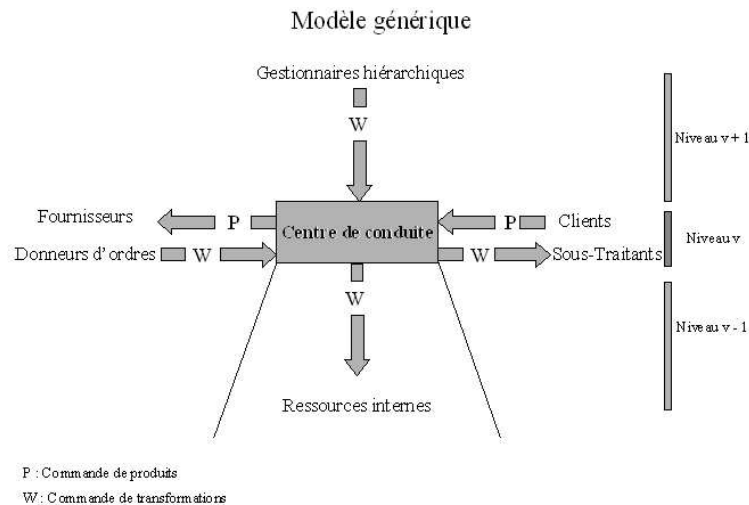 Modèle générique
Gestionnaires hiérarchiques
W
Niveau v + 1
Fournisseurs
P
Centre de conduite
P
Clients
Niveau v
Donneurs d'ordres
W
W
Sous-Traitants
W
Niveau v - 1
Ressources internes
P : Commande de produits
W : Commande de transformations